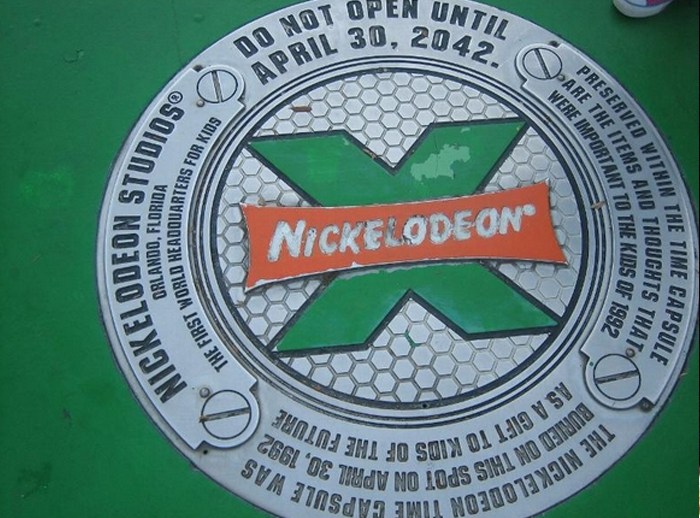 DO NOT OPEN UNTIL
APRIL 30, 2042.
PRESERVED WITHIN THE TIME CAPSULE
ARE THE ITEMS AND THOUGHTS THAT
WERE IMPORTANT TO THE KIDS OF 1992
THE NICKELODEON TIME CAPSULE WAS
BURIED ON THIS SPOT ON APRIL 30, 1992
AS A GIFT TO KIDS OF THE FUTURE
NICKELODEON STUDIOS®
ORLANDO, FLORIDA
THE FIRST WORLD HEADQUARTERS FOR KIDS
NICKELODEON®